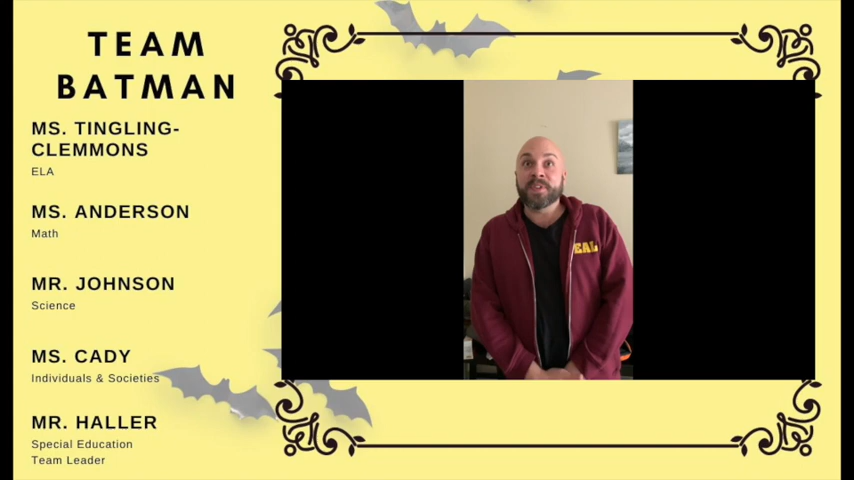 TEAM
BATMAN
MS. TINGLING-
CLEMMONS
ELA
MS. ANDERSON
Math
MR. JOHNSON
Science
MS. CADY
Individuals & Societies
MR. HALLER
Special Education
Team Leader
EAL